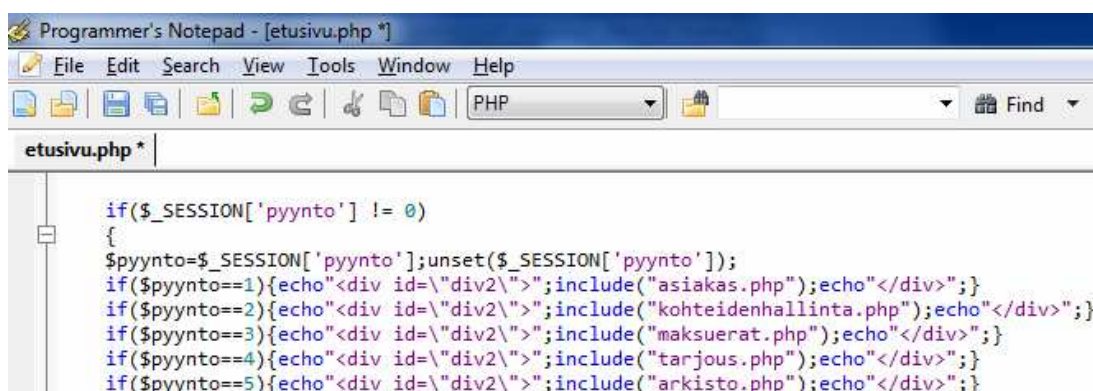 Programmer's Notepad - [etusivu.php *]
File Edit Search View Tools Window Help
PHP Find
etusivu.php *
if($_SESSION['pyynto'] != 0)
{
$pyynto=$_SESSION['pyynto'];unset($_SESSION['pyynto']);
if($pyynto==1){echo"<div id=\"div2\">";include("asiakas.php");echo"</div>";}
if($pyynto==2){echo"<div id=\"div2\">";include("kohteidenhallinta.php");echo"</div>";}
if($pyynto==3){echo"<div id=\"div2\">";include("maksuerat.php");echo"</div>";}
if($pyynto==4){echo"<div id=\"div2\">";include("tarjous.php");echo"</div>";}
if($pyynto==5){echo"<div id=\"div2\">";include("arkisto.php");echo"</div>";}